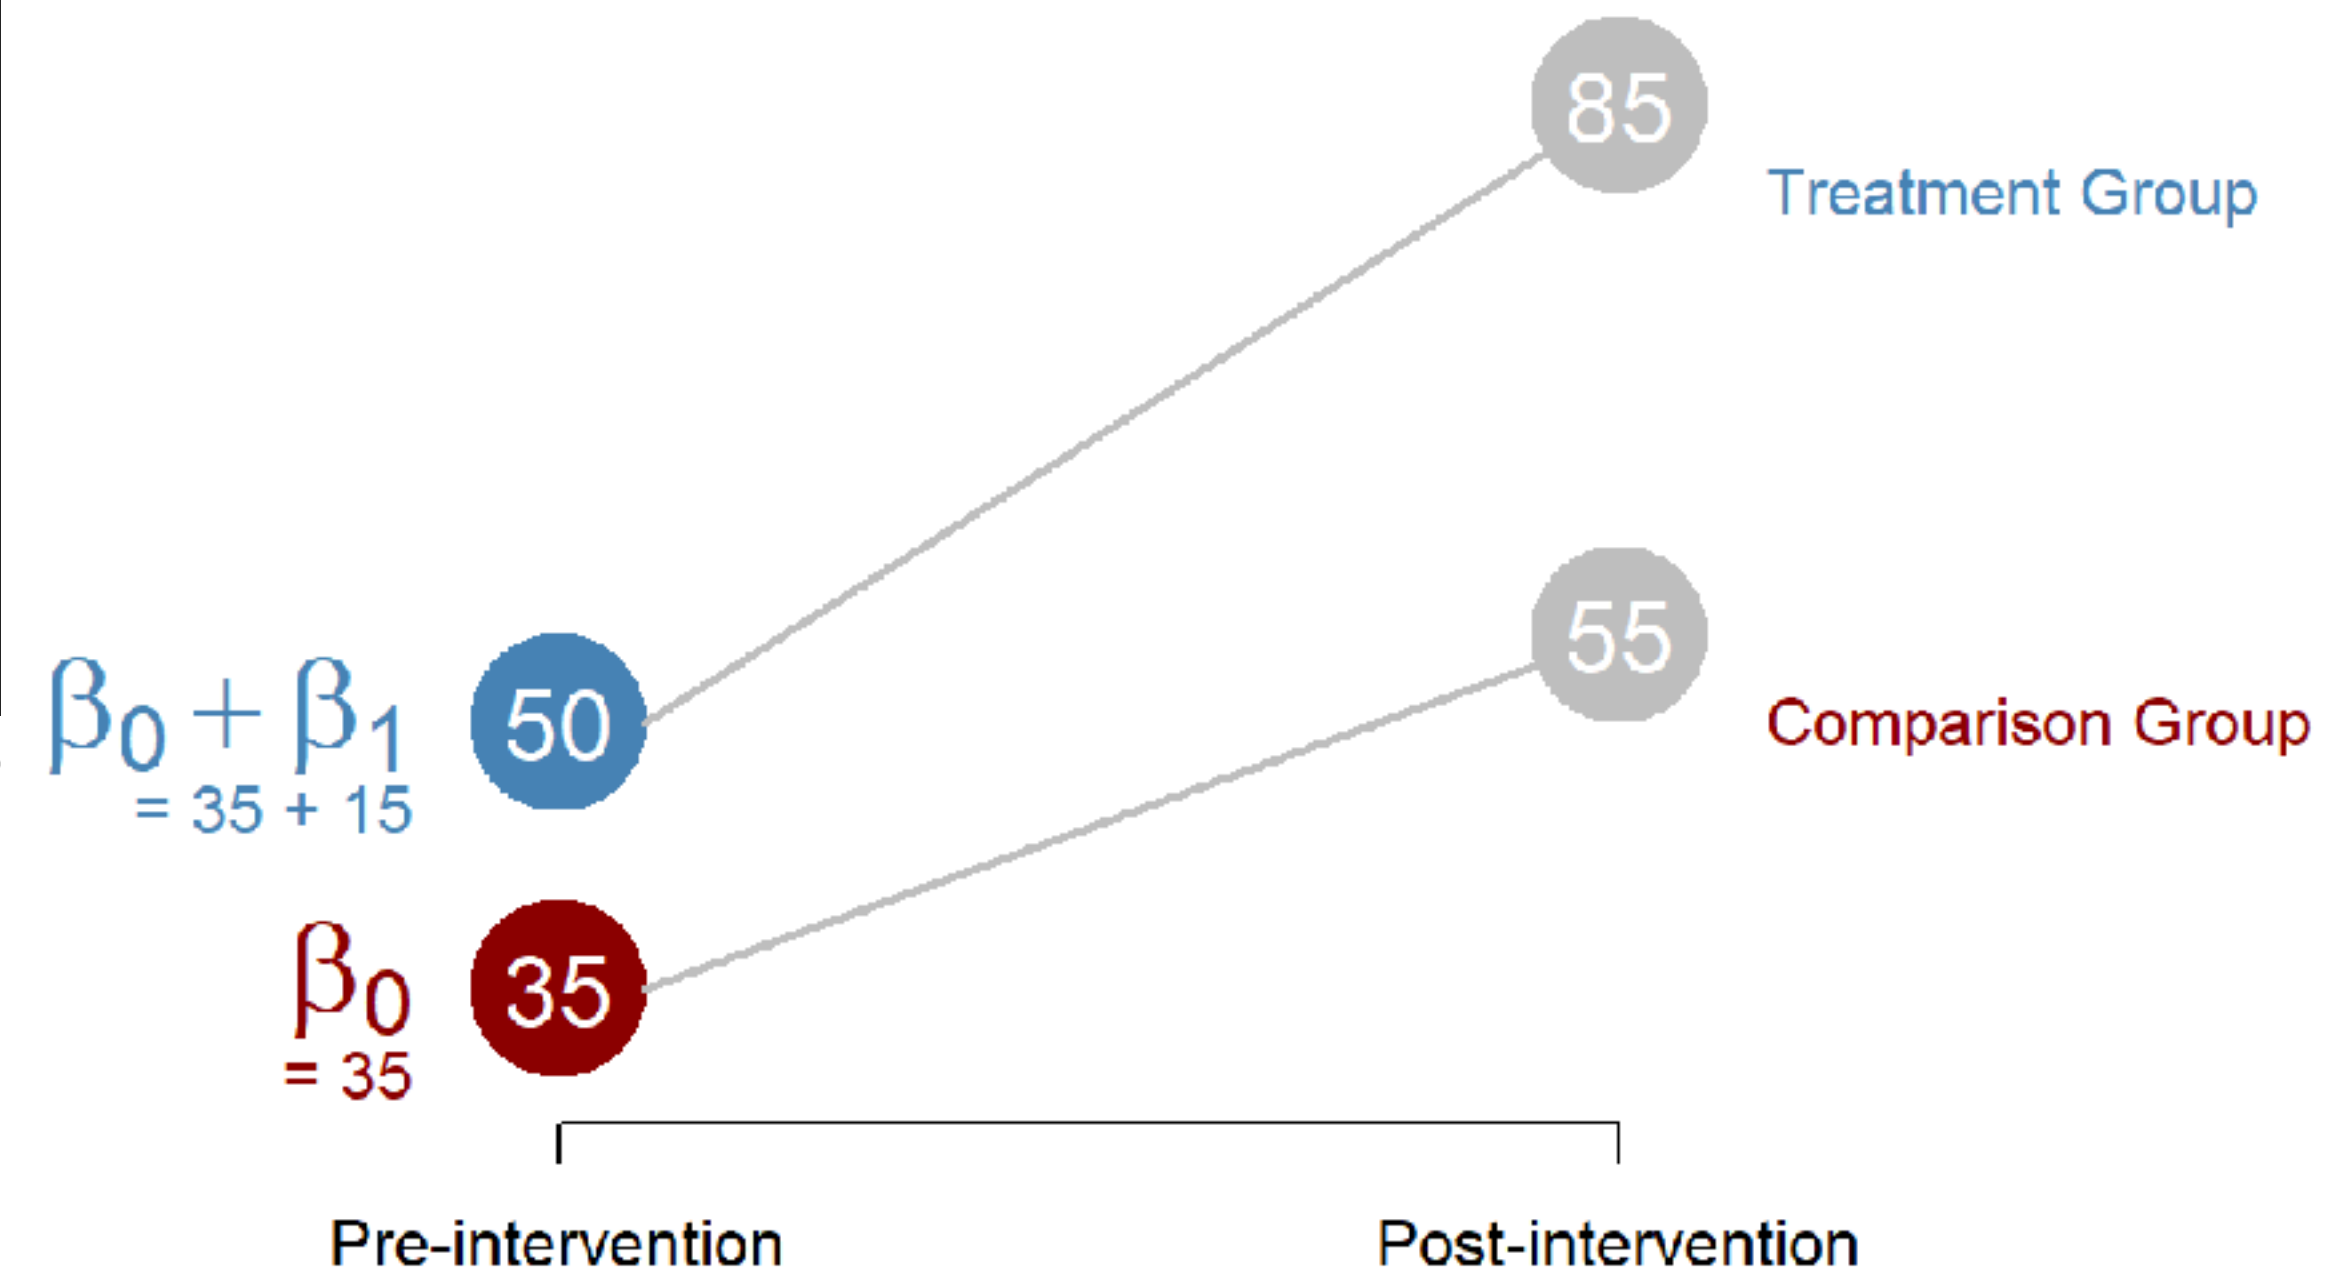 85
Treatment Group
55
Comparison Group
β0 + β1
= 35 + 15
50
β0
= 35
35
Pre-intervention
Post-intervention